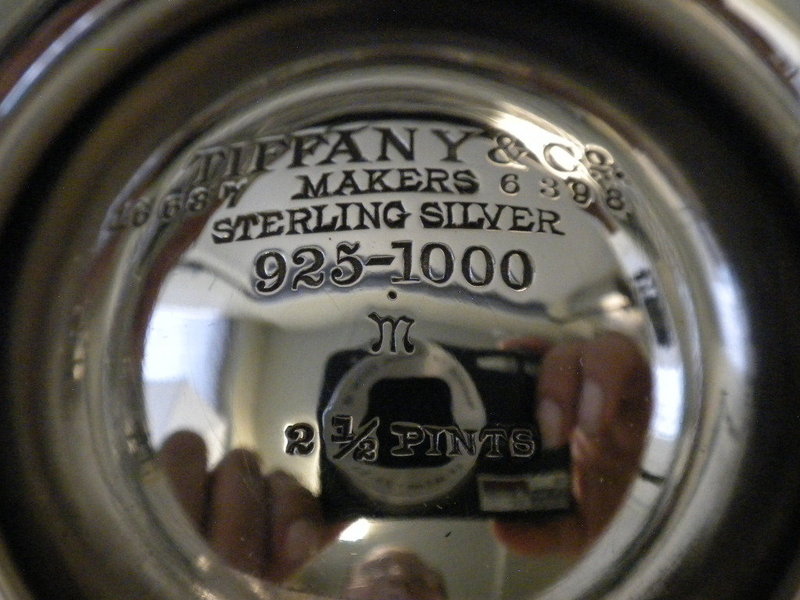 TIFFANY & Co.
16687 MAKERS 6398
STERLING SILVER
925-1000
m
2 1/2 PINTS